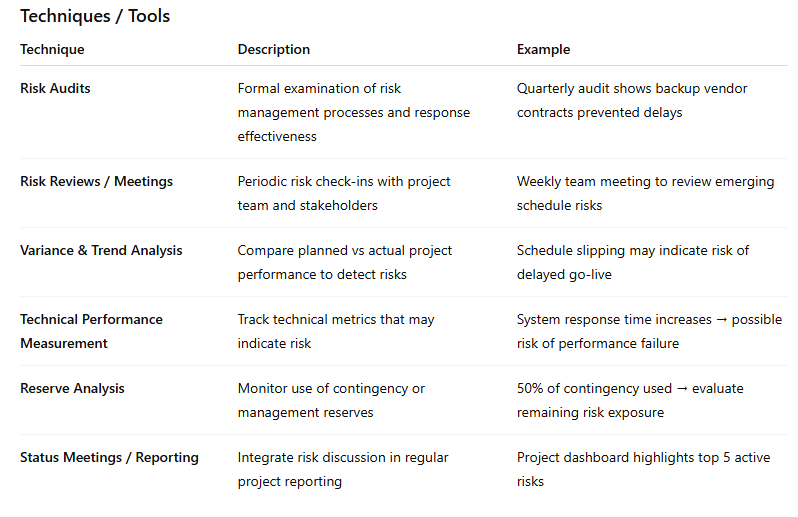 Techniques / Tools
Technique Description Example
Risk Audits
Formal examination of risk
management processes and response
effectiveness
Quarterly audit shows backup vendor
contracts prevented delays
Risk Reviews / Meetings
Periodic risk check-ins with project
team and stakeholders
Weekly team meeting to review emerging
schedule risks
Variance & Trend Analysis
Compare planned vs actual project
performance to detect risks
Schedule slipping may indicate risk of
delayed go-live
Technical Performance
Measurement
Track technical metrics that may
indicate risk
System response time increases → possible
risk of performance failure
Reserve Analysis
Monitor use of contingency or
management reserves
50% of contingency used → evaluate
remaining risk exposure
Status Meetings / Reporting
Integrate risk discussion in regular
project reporting
Project dashboard highlights top 5 active
risks